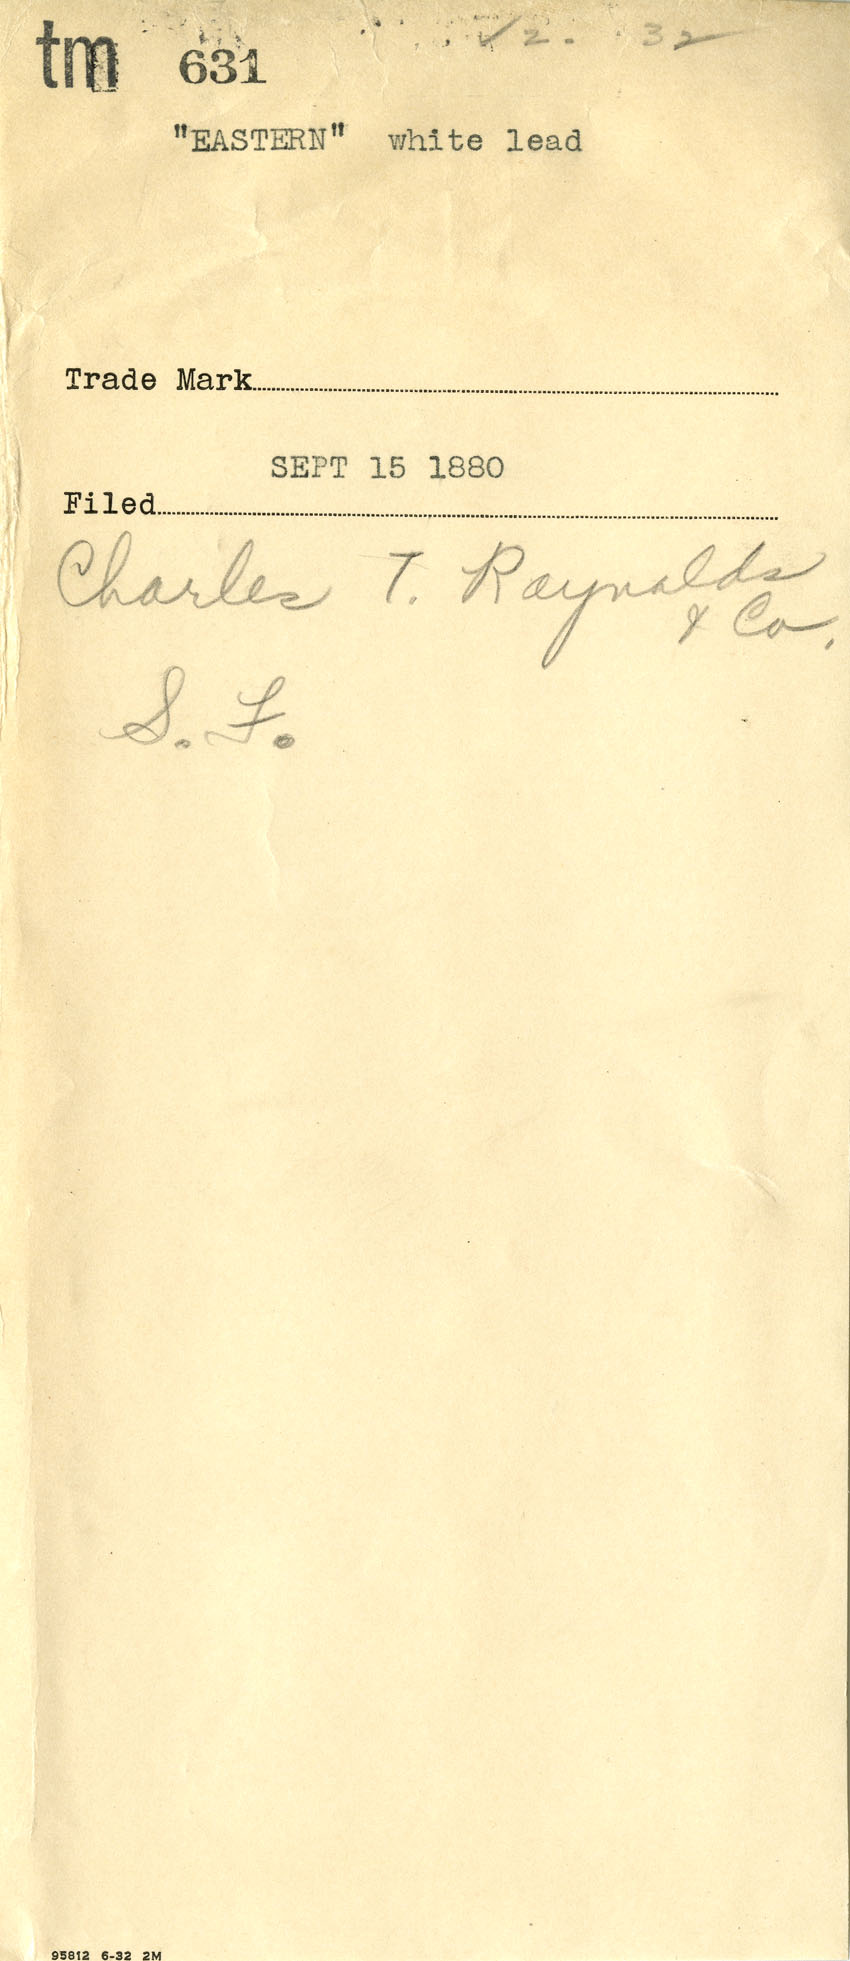 tm 631
"EASTERN" white lead
Trade Mark
SEPT 15 1880
Filed
Charles T. Raynolds
& Co.
S. F.
95812 6-32 2M